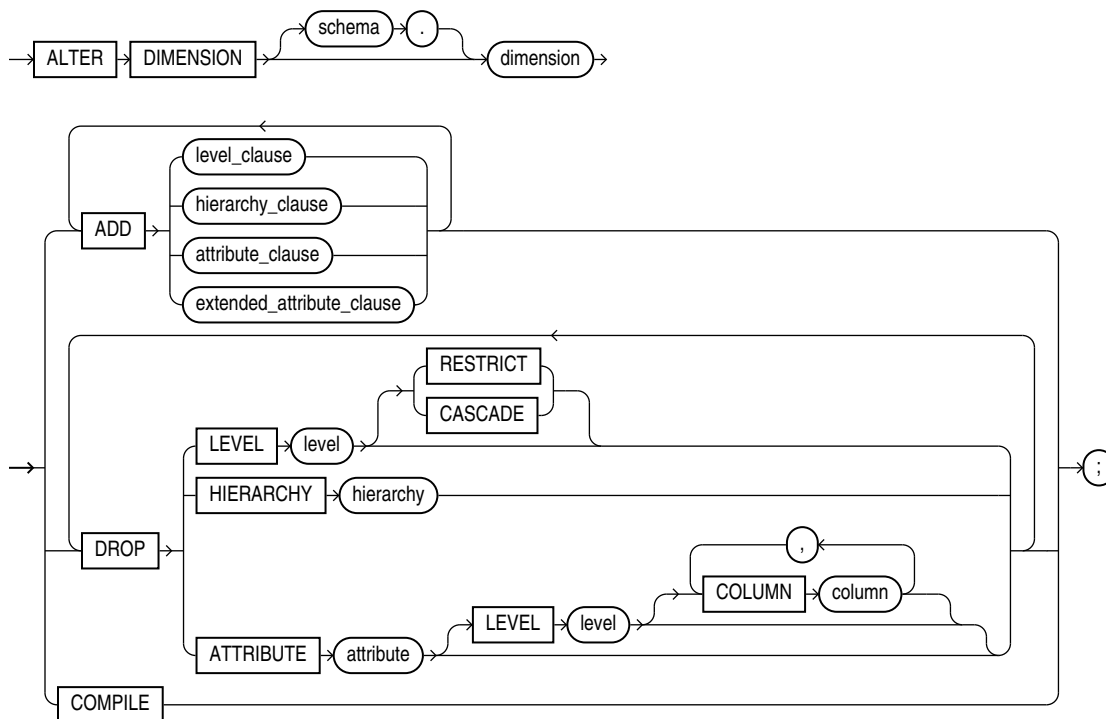 ALTER DIMENSION schema . dimension
level_clause
hierarchy_clause
ADD
attribute_clause
extended_attribute_clause
RESTRICT
CASCADE
LEVEL level
;
HIERARCHY hierarchy
DROP
,
COLUMN column
LEVEL level
ATTRIBUTE attribute
COMPILE